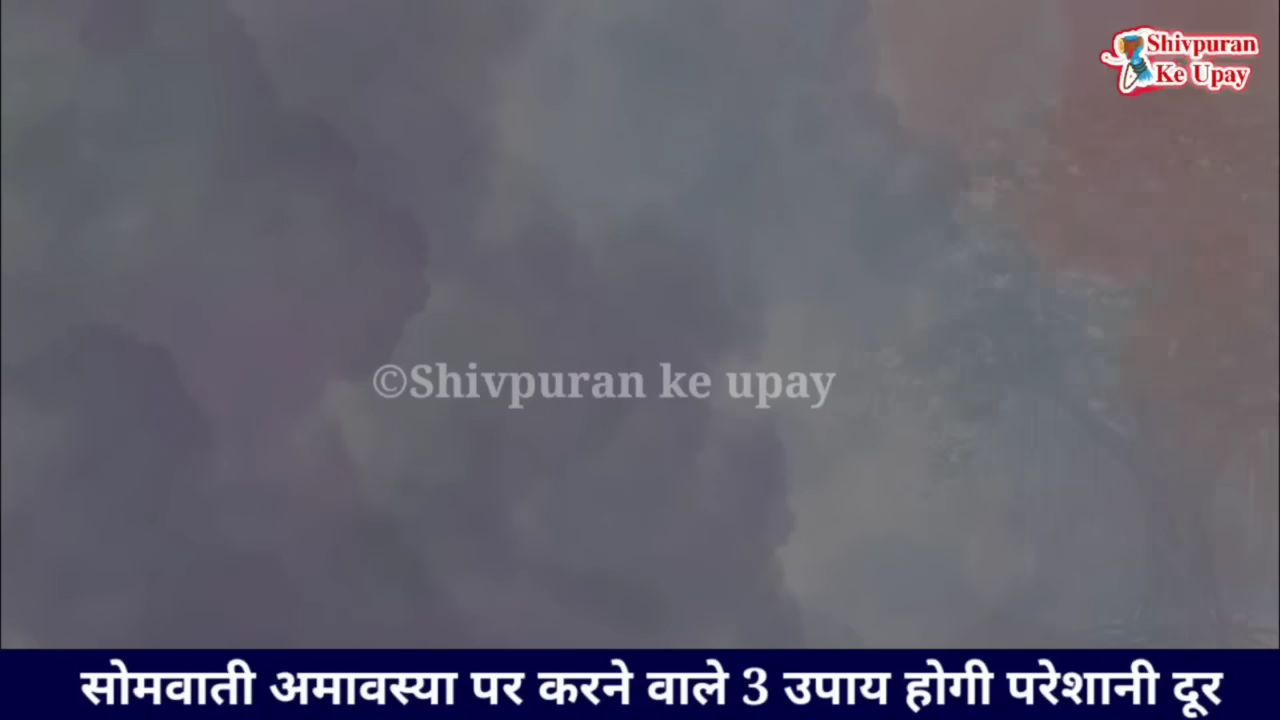 Shivpuran
Ke Upay
©Shivpuran ke upay
सोमवाती अमावस्या पर करने वाले 3 उपाय होगी परेशानी दूर